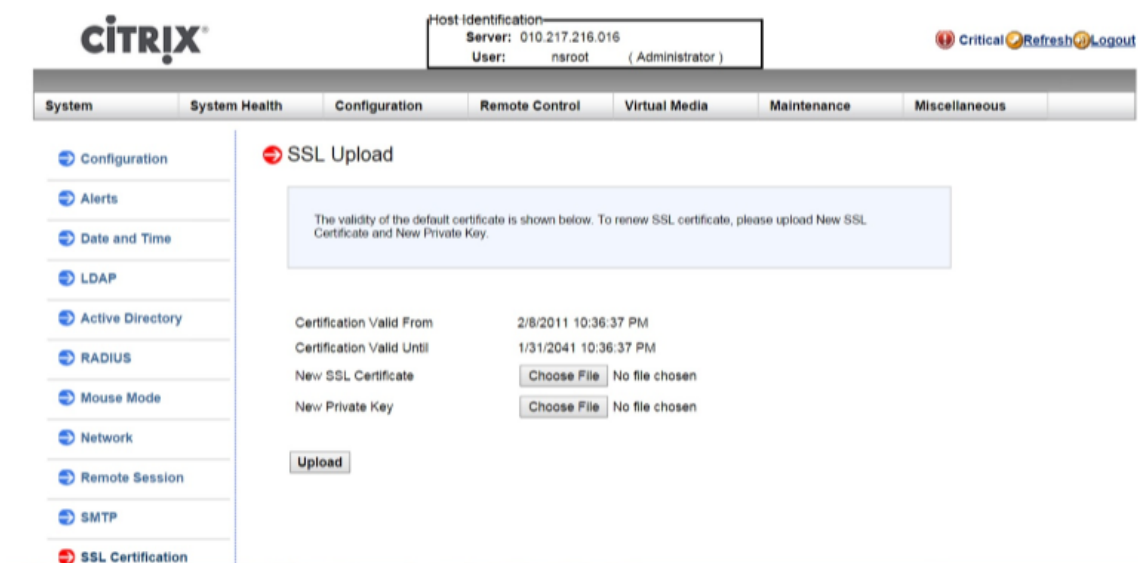 CİTRIX
Host Identification
Server: 010.217.216.016
User: nsroot ( Administrator )
Critical Refresh Logout
System System Health Configuration Remote Control Virtual Media Maintenance Miscellaneous
Configuration
Alerts
Date and Time
LDAP
Active Directory
RADIUS
Mouse Mode
Network
Remote Session
SMTP
SSL Certification
SSL Upload
The validity of the default certificate is shown below. To renew SSL certificate, please upload New SSL
Certificate and New Private Key.
Certification Valid From 2/8/2011 10:36:37 PM
Certification Valid Until 1/31/2041 10:36:37 PM
New SSL Certificate Choose File No file chosen
New Private Key Choose File No file chosen
Upload